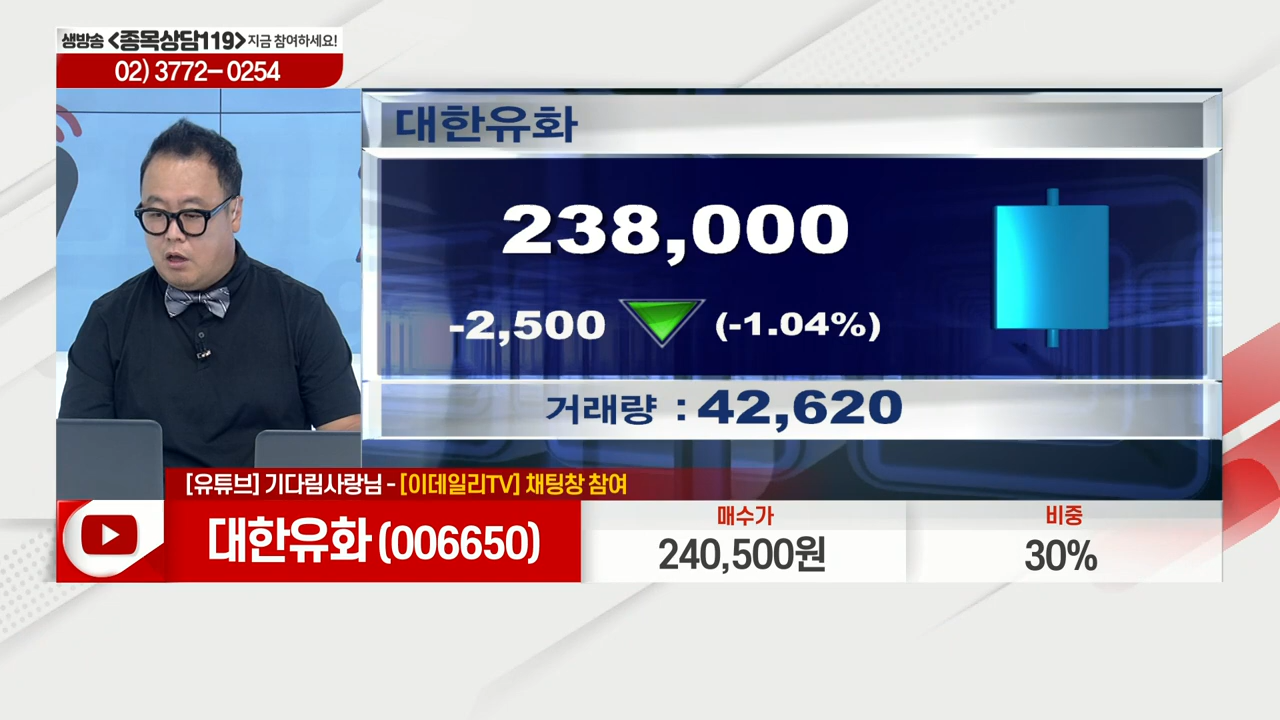 생방송 <종목상담119> 지금 참여하세요!
02) 3772-0254
대한유화
238,000
-2,500 (-1.04%)
거래량 : 42,620
[유튜브] 기다림사랑님 - [이데일리TV] 채팅창 참여
대한유화 (006650)
매수가
240,500원
비중
30%